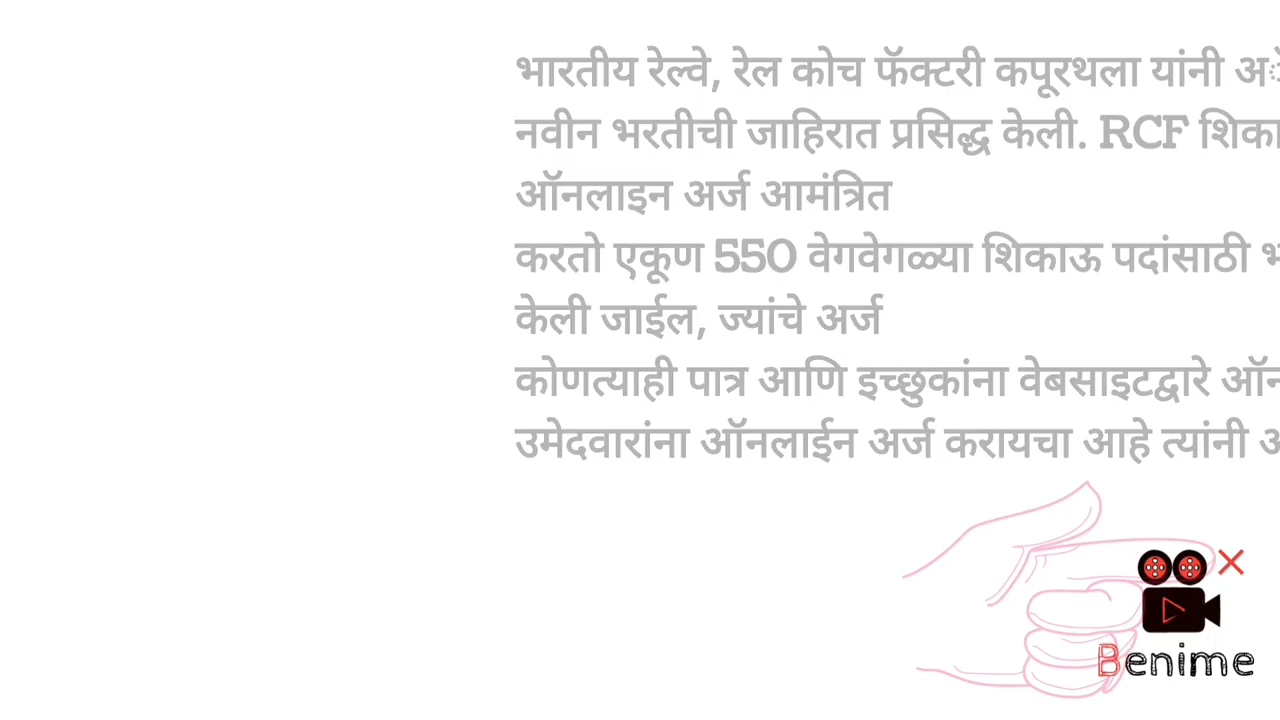 भारतीय रेल्वे, रेल कोच फॅक्टरी कपूरथला यांनी
नवीन भरतीची जाहिरात प्रसिद्ध केली. RCF
ऑनलाइन अर्ज आमंत्रित
करतो एकूण 550 वेगवेगळ्या शिकाऊ पदांसाठी
केली जाईल, ज्यांचे अर्ज
कोणत्याही पात्र आणि इच्छुकांना वेबसाइटद्वारे
उमेदवारांना ऑनलाईन अर्ज करायचा आहे त्यांनी
Benime